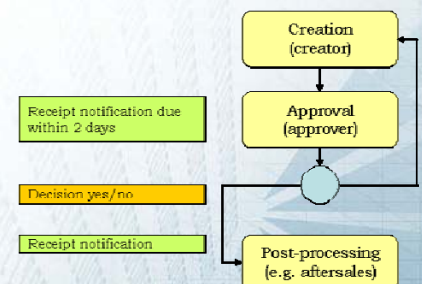 Creation
(creator)
Receipt notification due
within 2 days
Approval
(approver)
Decision yes/no
Receipt notification
Post-processing
(e.g. aftersales)